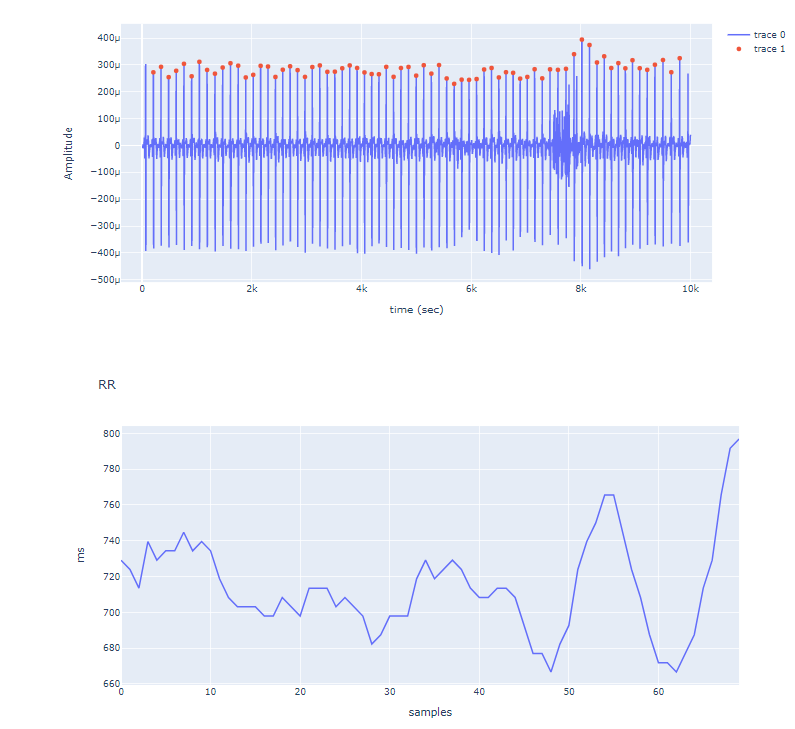 400μ
300μ
200μ
100μ
0
−100μ
−200μ
−300μ
−400μ
−500μ
Amplitude
0 2k 4k 6k 8k 10k
time (sec)
trace 0
trace 1
RR
800
780
760
740
720
700
680
660
ms
0 10 20 30 40 50 60
samples